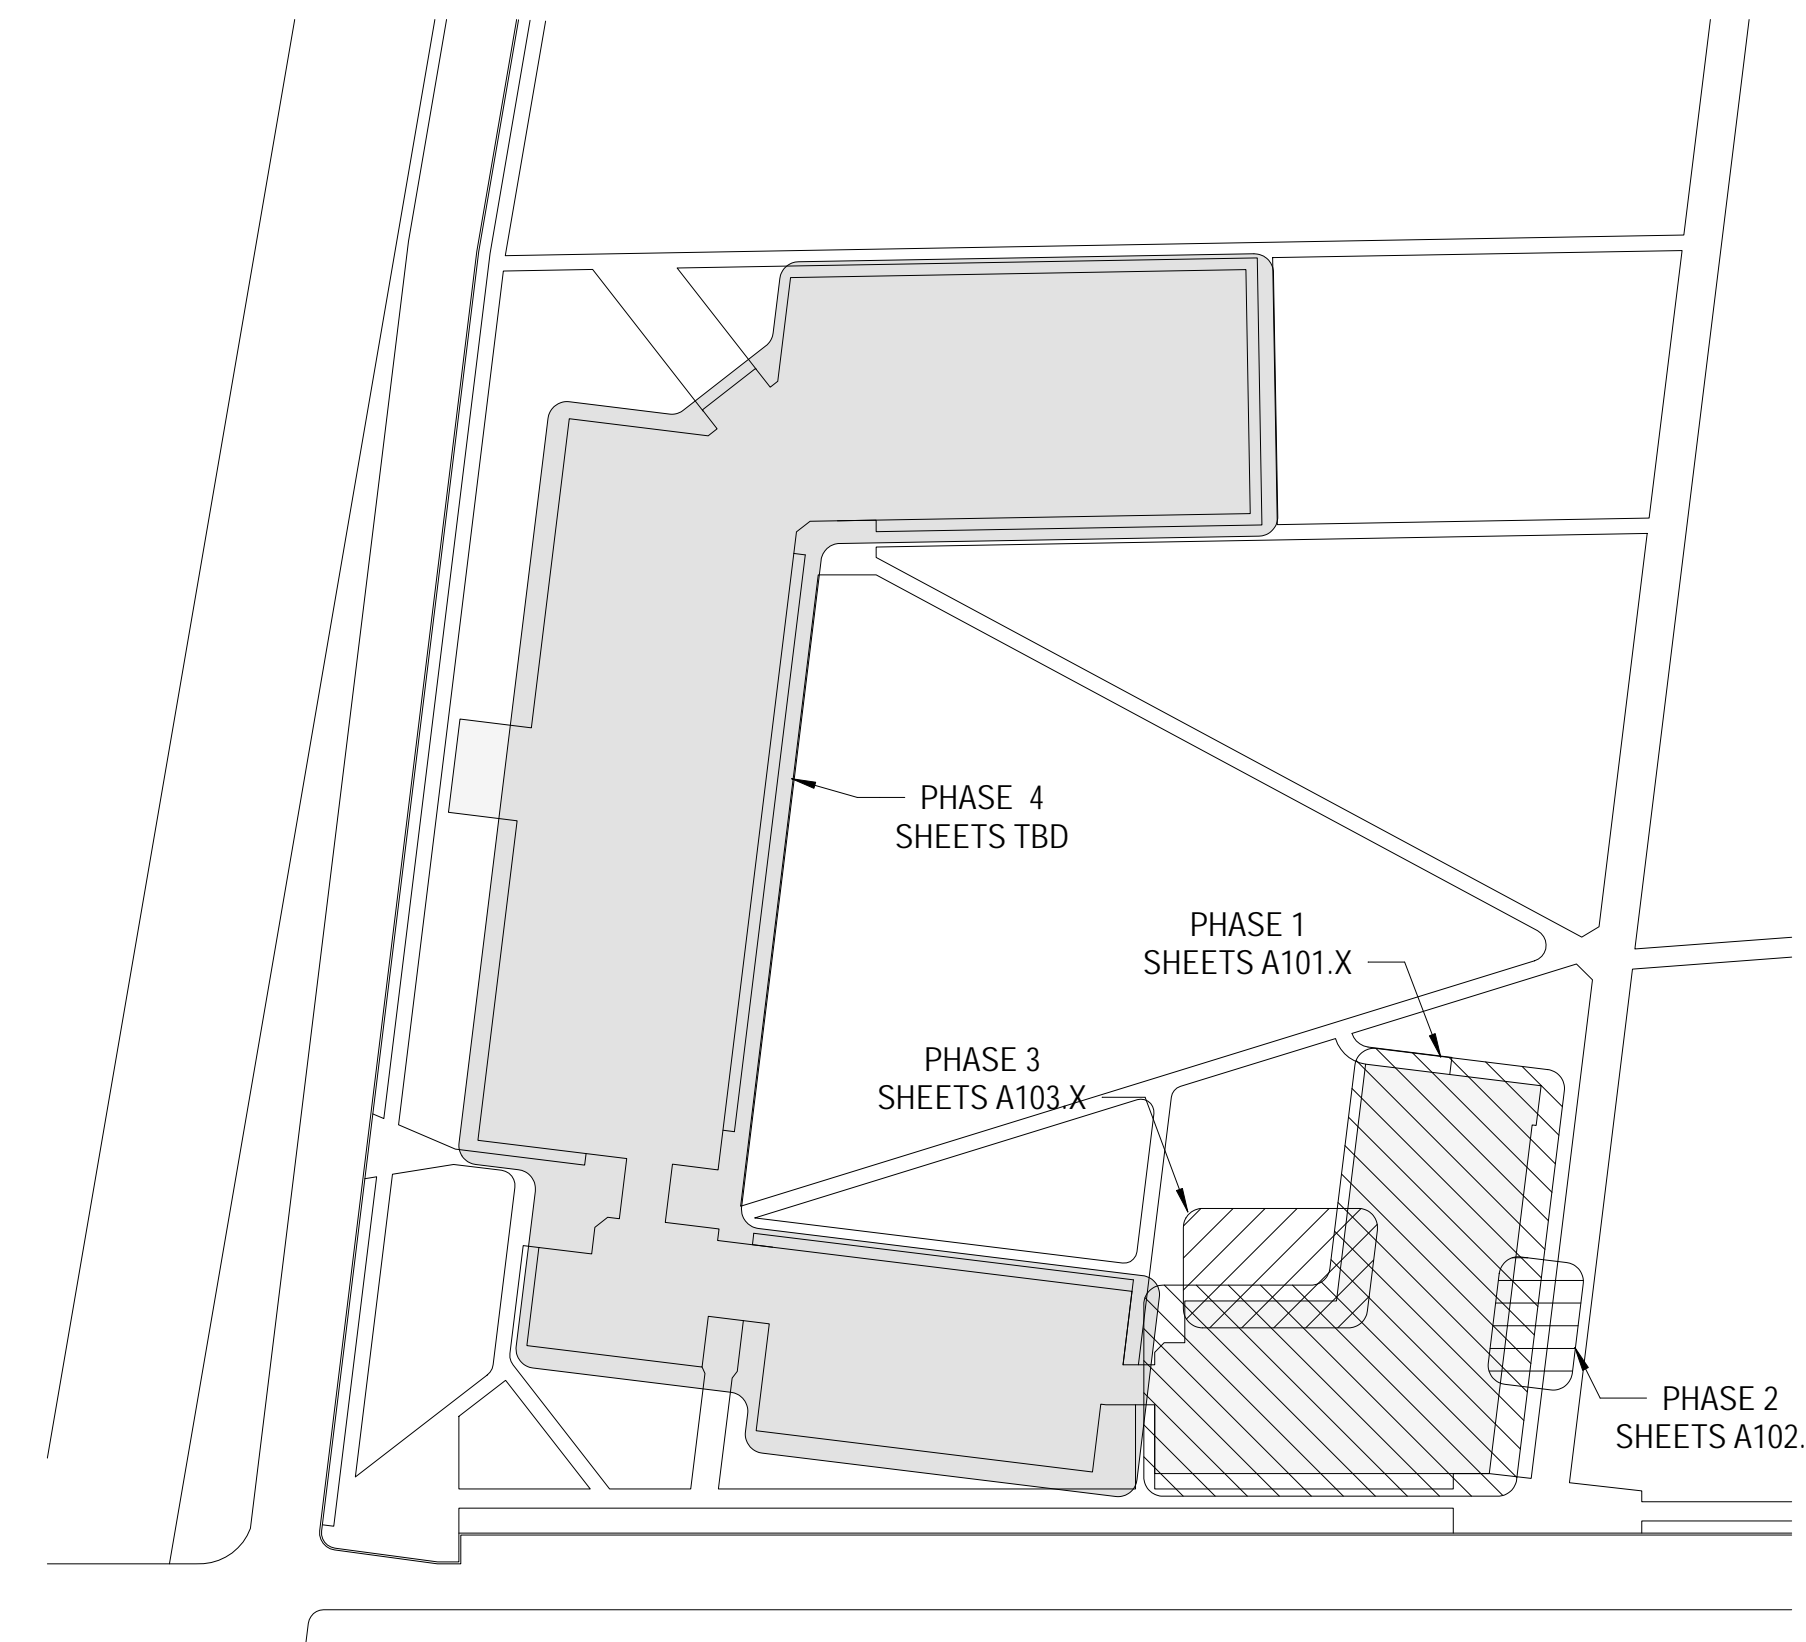 PHASE 4
SHEETS TBD
PHASE 1
SHEETS A101.X
PHASE 3
SHEETS A103.X
PHASE 2
SHEETS A102.